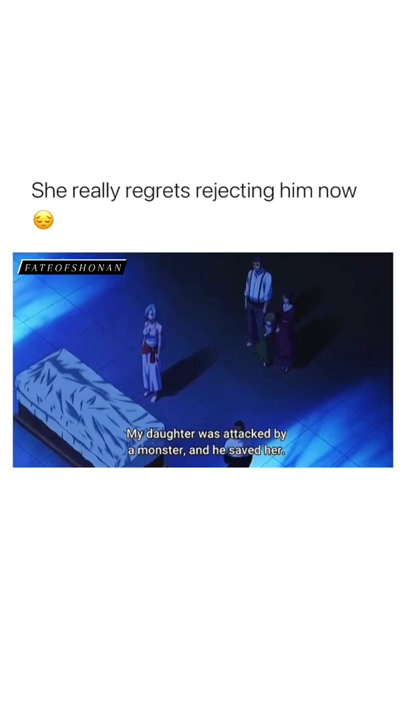 She really regrets rejecting him now
😔
FATEOFSHONAN
My daughter was attacked by
a monster, and he saved her.